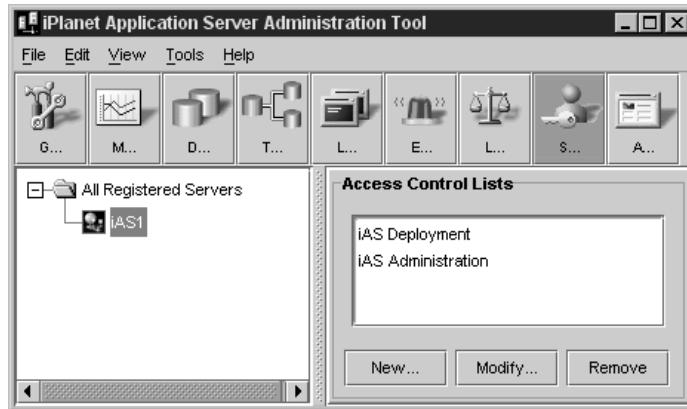 iPlanet Application Server Administration Tool
File Edit View Tools Help
G... M... D... T... L... E... L... S... A...
All Registered Servers
iAS1
Access Control Lists
iAS Deployment
iAS Administration
New... Modify... Remove